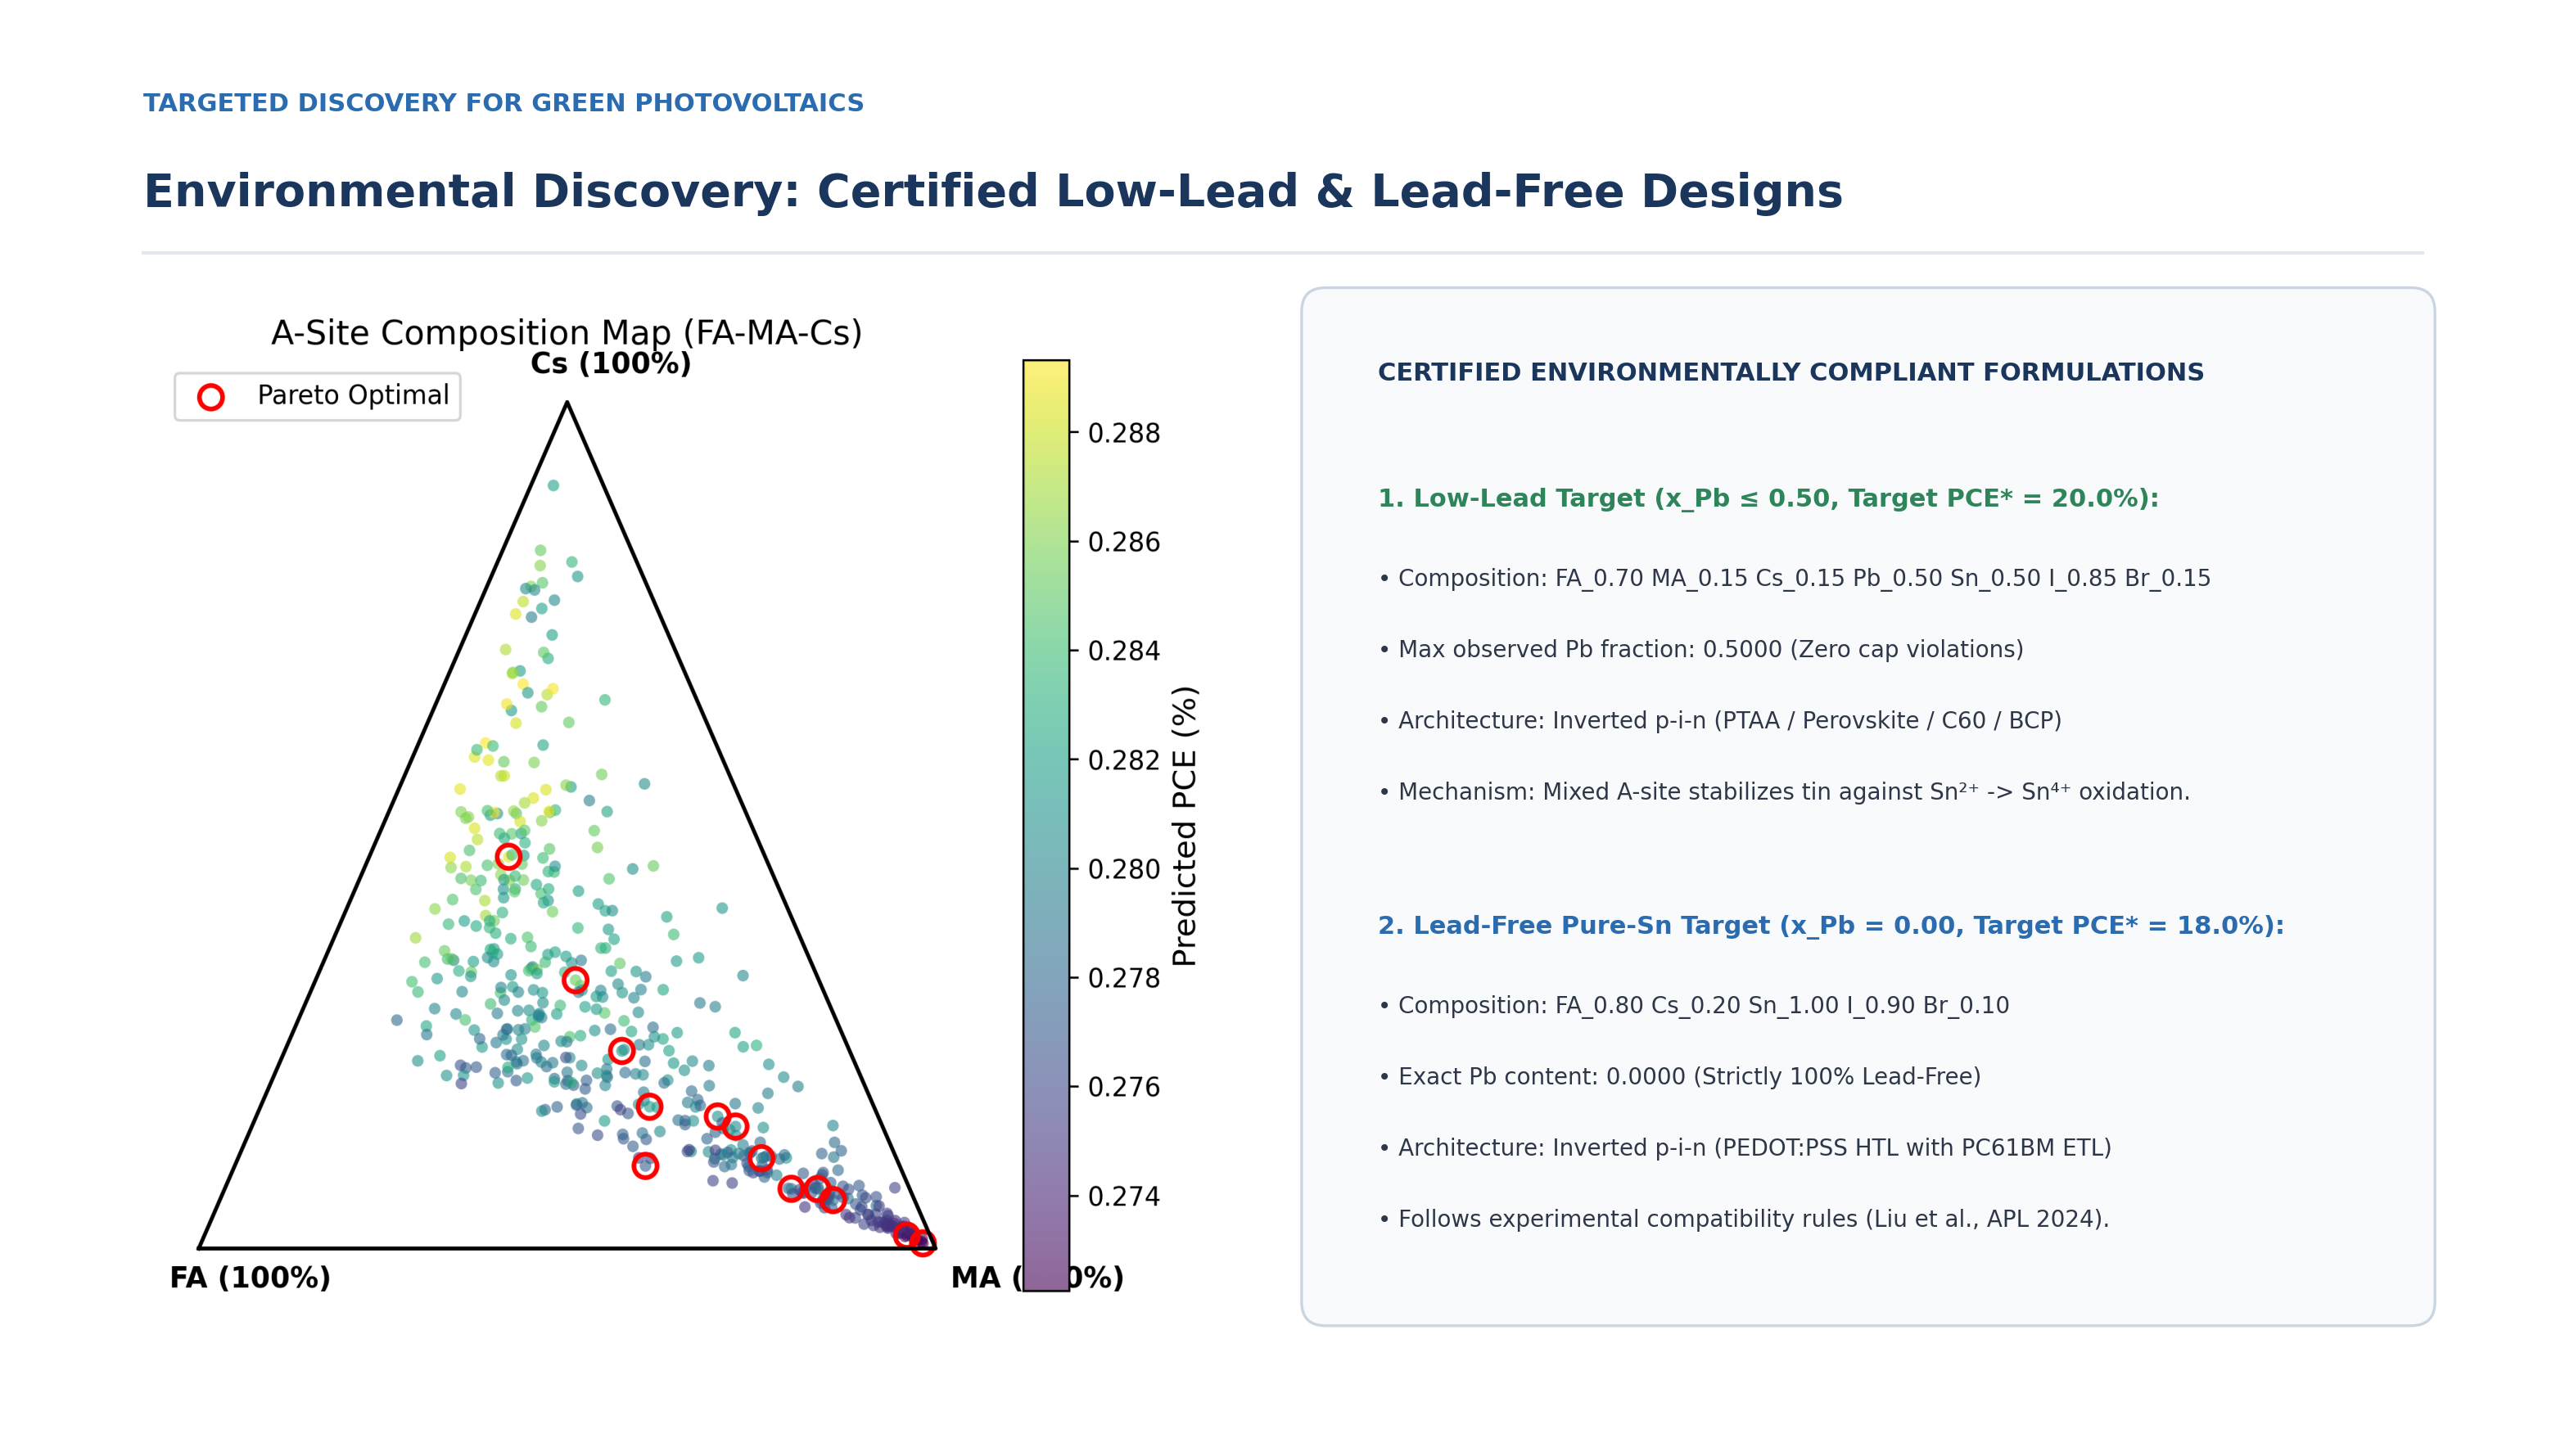 TARGETED DISCOVERY FOR GREEN PHOTOVOLTAICS
Environmental Discovery: Certified Low-Lead & Lead-Free Designs
A-Site Composition Map (FA-MA-Cs)
Cs (100%)
Pareto Optimal
FA (100%)
MA ( 0%)
0.288
0.286
0.284
0.282
0.280
0.278
0.276
0.274
Predicted PCE (%)
CERTIFIED ENVIRONMENTALLY COMPLIANT FORMULATIONS
1. Low-Lead Target (x_Pb ≤ 0.50, Target PCE* = 20.0%):
• Composition: FA_0.70 MA_0.15 Cs_0.15 Pb_0.50 Sn_0.50 I_0.85 Br_0.15
• Max observed Pb fraction: 0.5000 (Zero cap violations)
• Architecture: Inverted p-i-n (PTAA / Perovskite / C60 / BCP)
• Mechanism: Mixed A-site stabilizes tin against Sn²⁺ -> Sn⁴⁺ oxidation.
2. Lead-Free Pure-Sn Target (x_Pb = 0.00, Target PCE* = 18.0%):
• Composition: FA_0.80 Cs_0.20 Sn_1.00 I_0.90 Br_0.10
• Exact Pb content: 0.0000 (Strictly 100% Lead-Free)
• Architecture: Inverted p-i-n (PEDOT:PSS HTL with PC61BM ETL)
• Follows experimental compatibility rules (Liu et al., APL 2024).